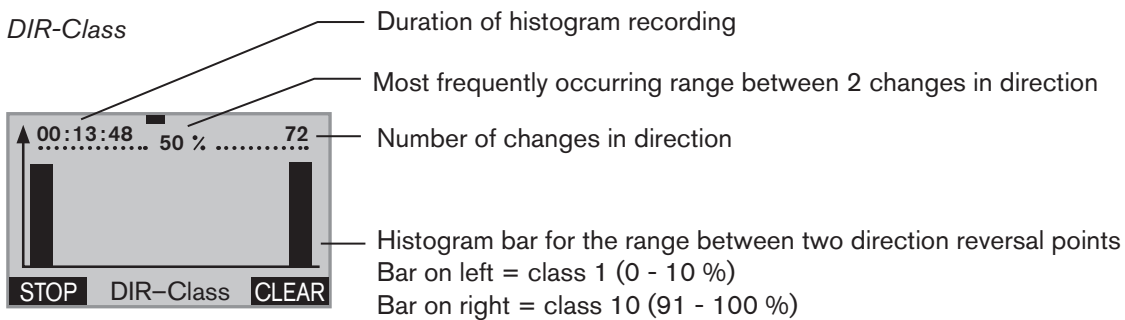 DIR-Class
Duration of histogram recording
Most frequently occurring range between 2 changes in direction
00:13:48 50 % 72
Number of changes in direction
Histogram bar for the range between two direction reversal points
Bar on left = class 1 (0 - 10 %)
Bar on right = class 10 (91 - 100 %)
STOP DIR–Class CLEAR